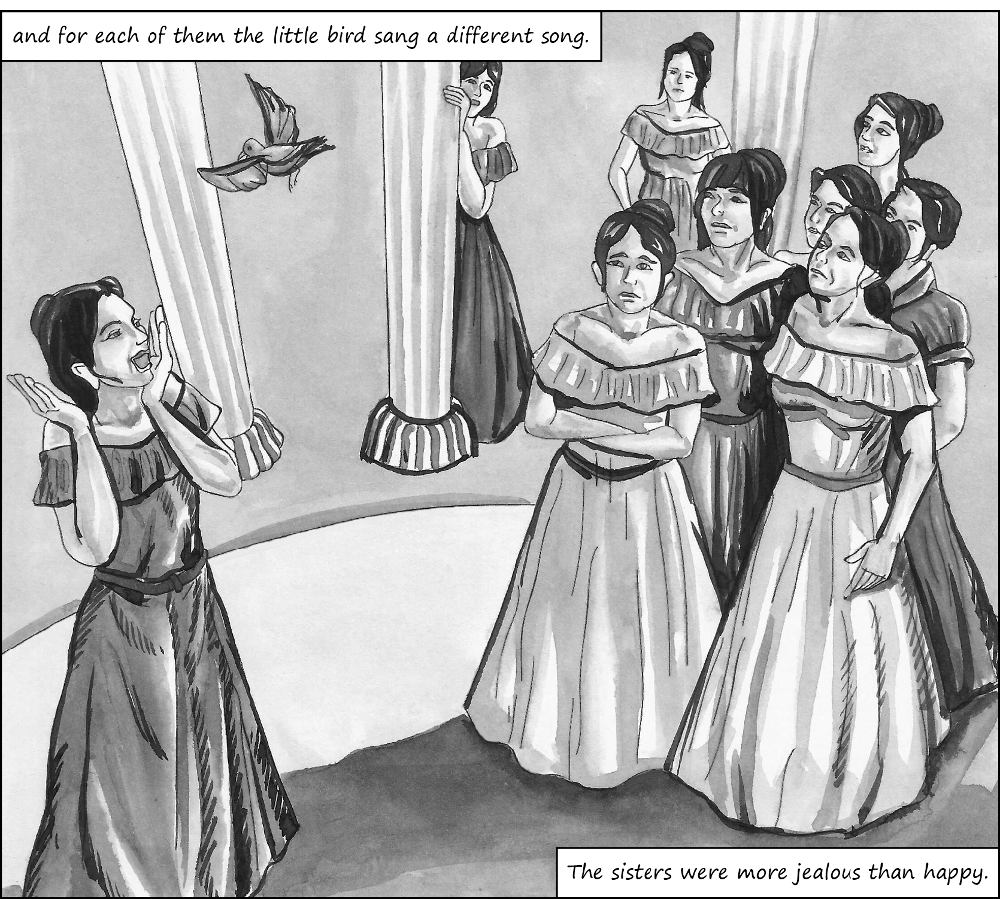 and for each of them the little bird sang a different song.
The sisters were more jealous than happy.